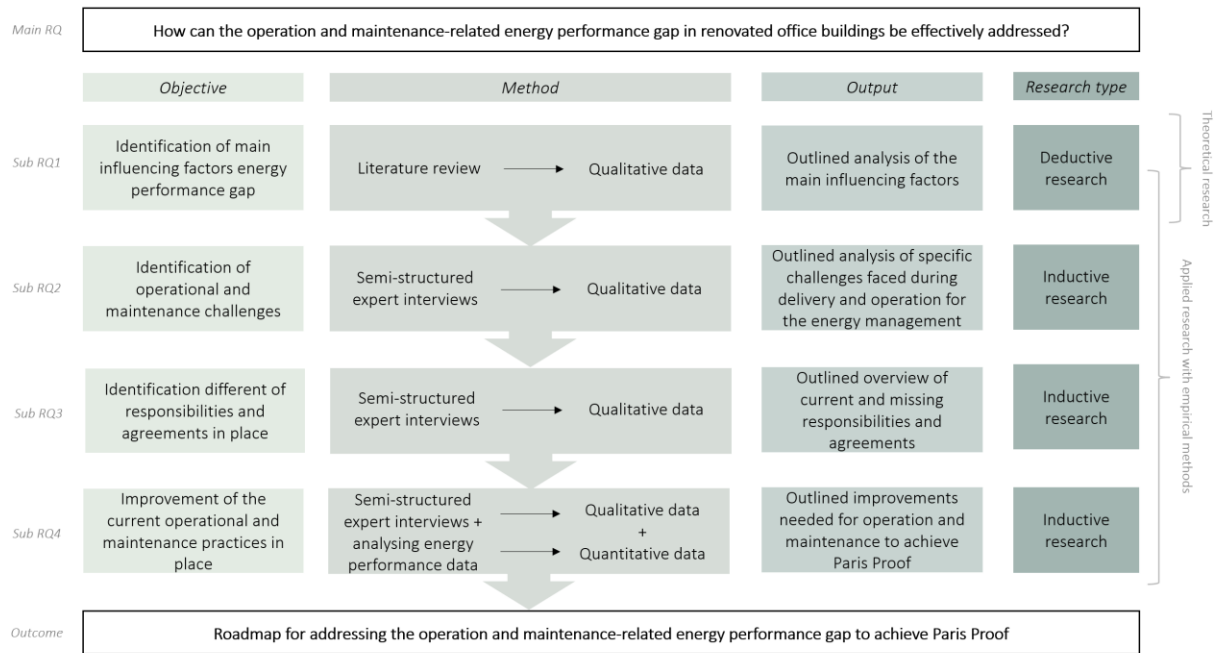 Main RQ
How can the operation and maintenance-related energy performance gap in renovated office buildings be effectively addressed?
Objective
Method
Output
Research type
Sub RQ1
Identification of main
influencing factors energy
performance gap
Literature review
Qualitative data
Outlined analysis of the
main influencing factors
Deductive
research
Theoretical research
Sub RQ2
Identification of
operational and
maintenance challenges
Semi-structured
expert interviews
Qualitative data
Outlined analysis of specific
challenges faced during
delivery and operation for
the energy management
Inductive
research
Applied research with empirical methods
Sub RQ3
Identification different of
responsibilities and
agreements in place
Semi-structured
expert interviews
Qualitative data
Outlined overview of
current and missing
responsibilities and
agreements
Inductive
research
Sub RQ4
Improvement of the
current operational and
maintenance practices in
place
Semi-structured
expert interviews +
analysing energy
performance data
Qualitative data
+
Quantitative data
Outlined improvements
needed for operation and
maintenance to achieve
Paris Proof
Inductive
research
Outcome
Roadmap for addressing the operation and maintenance-related energy performance gap to achieve Paris Proof